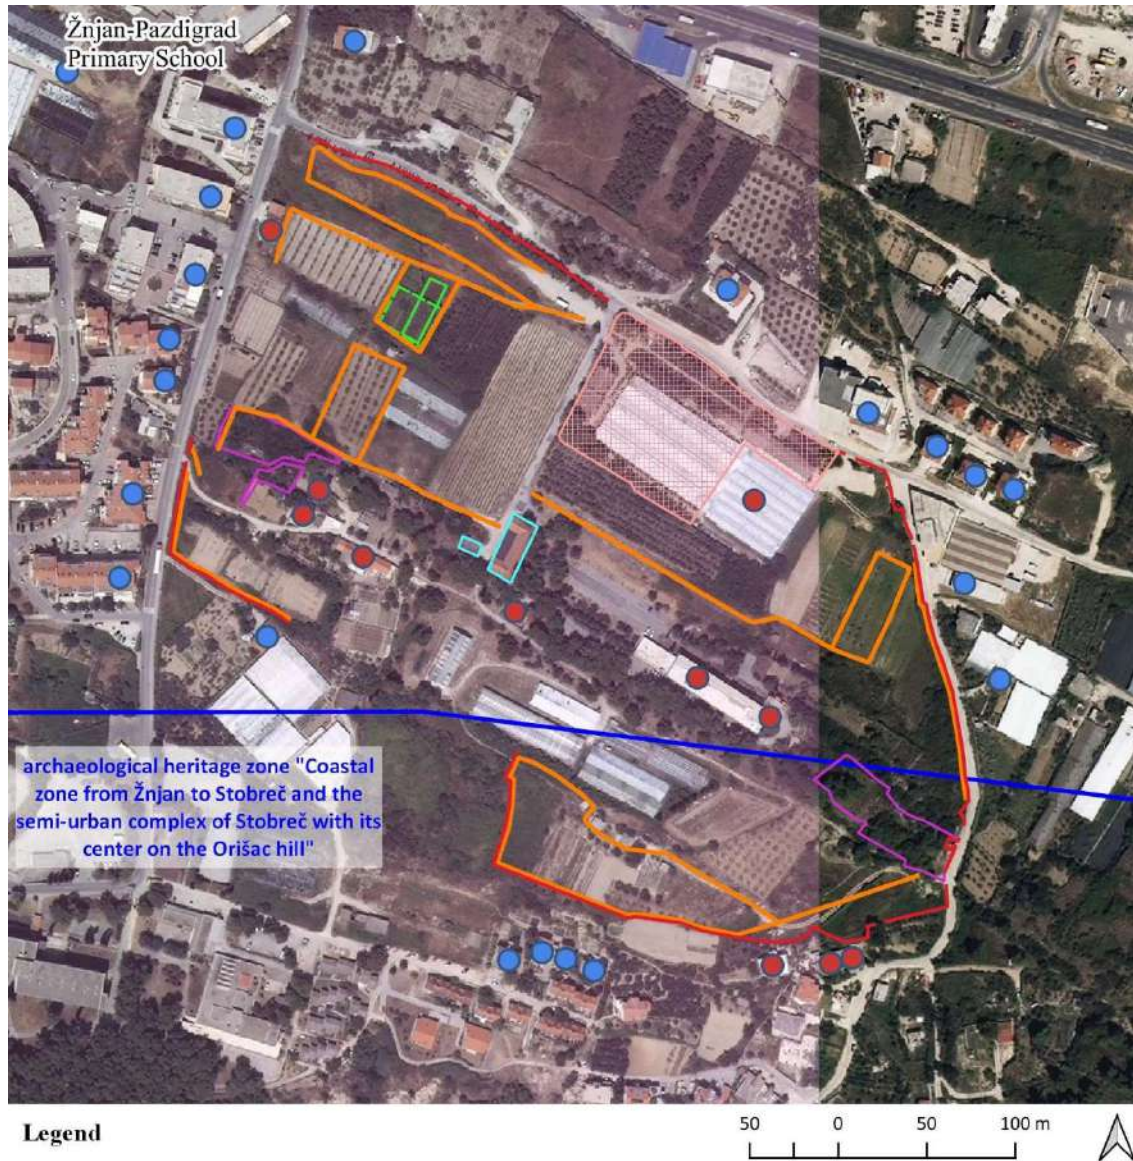 Žnjan-Pazdigrad
Primary School
archaeological heritage zone "Coastal
zone from Žnjan to Stobreč and the
semi-urban complex of Stobreč with its
center on the Orišac hill"
Legend
50 0 50 100 m